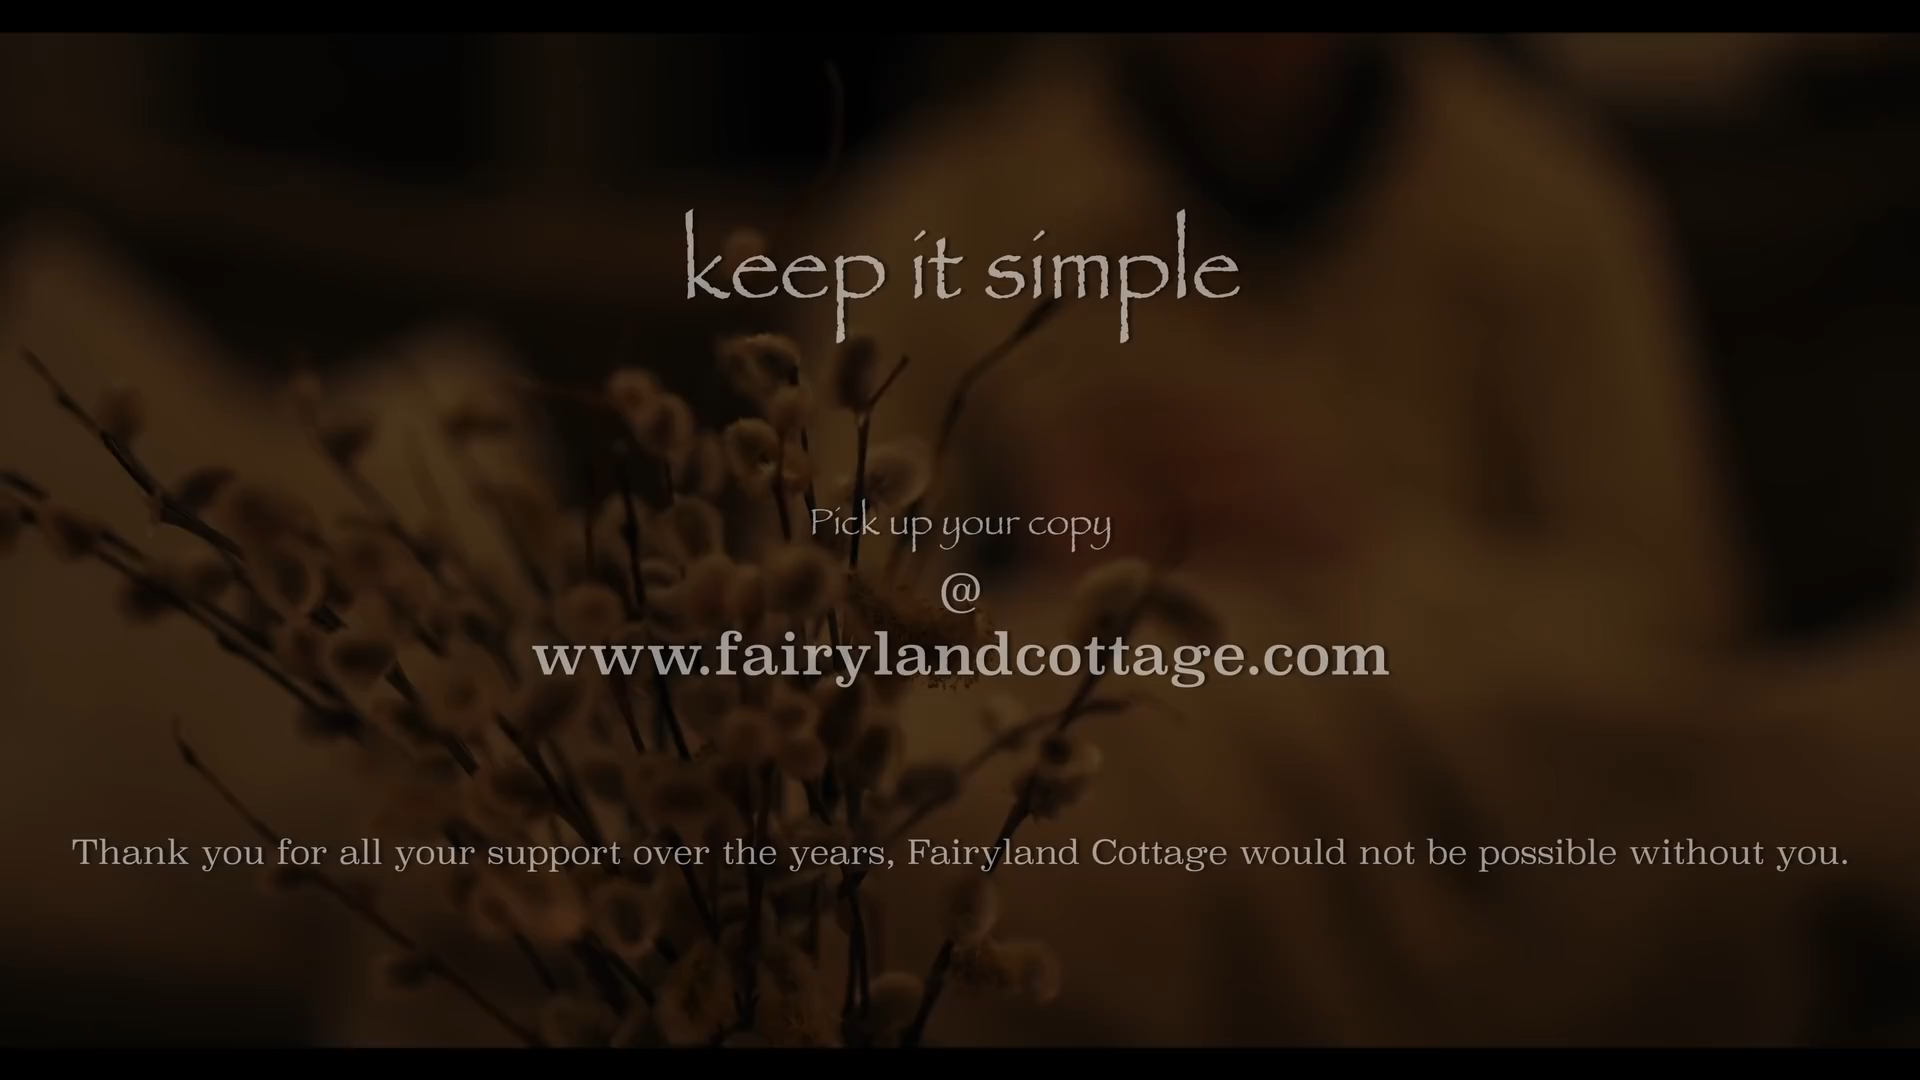 keep it simple
Pick up your copy
@
www.fairylandcottage.com
Thank you for all your support over the years, Fairyland Cottage would not be possible without you.